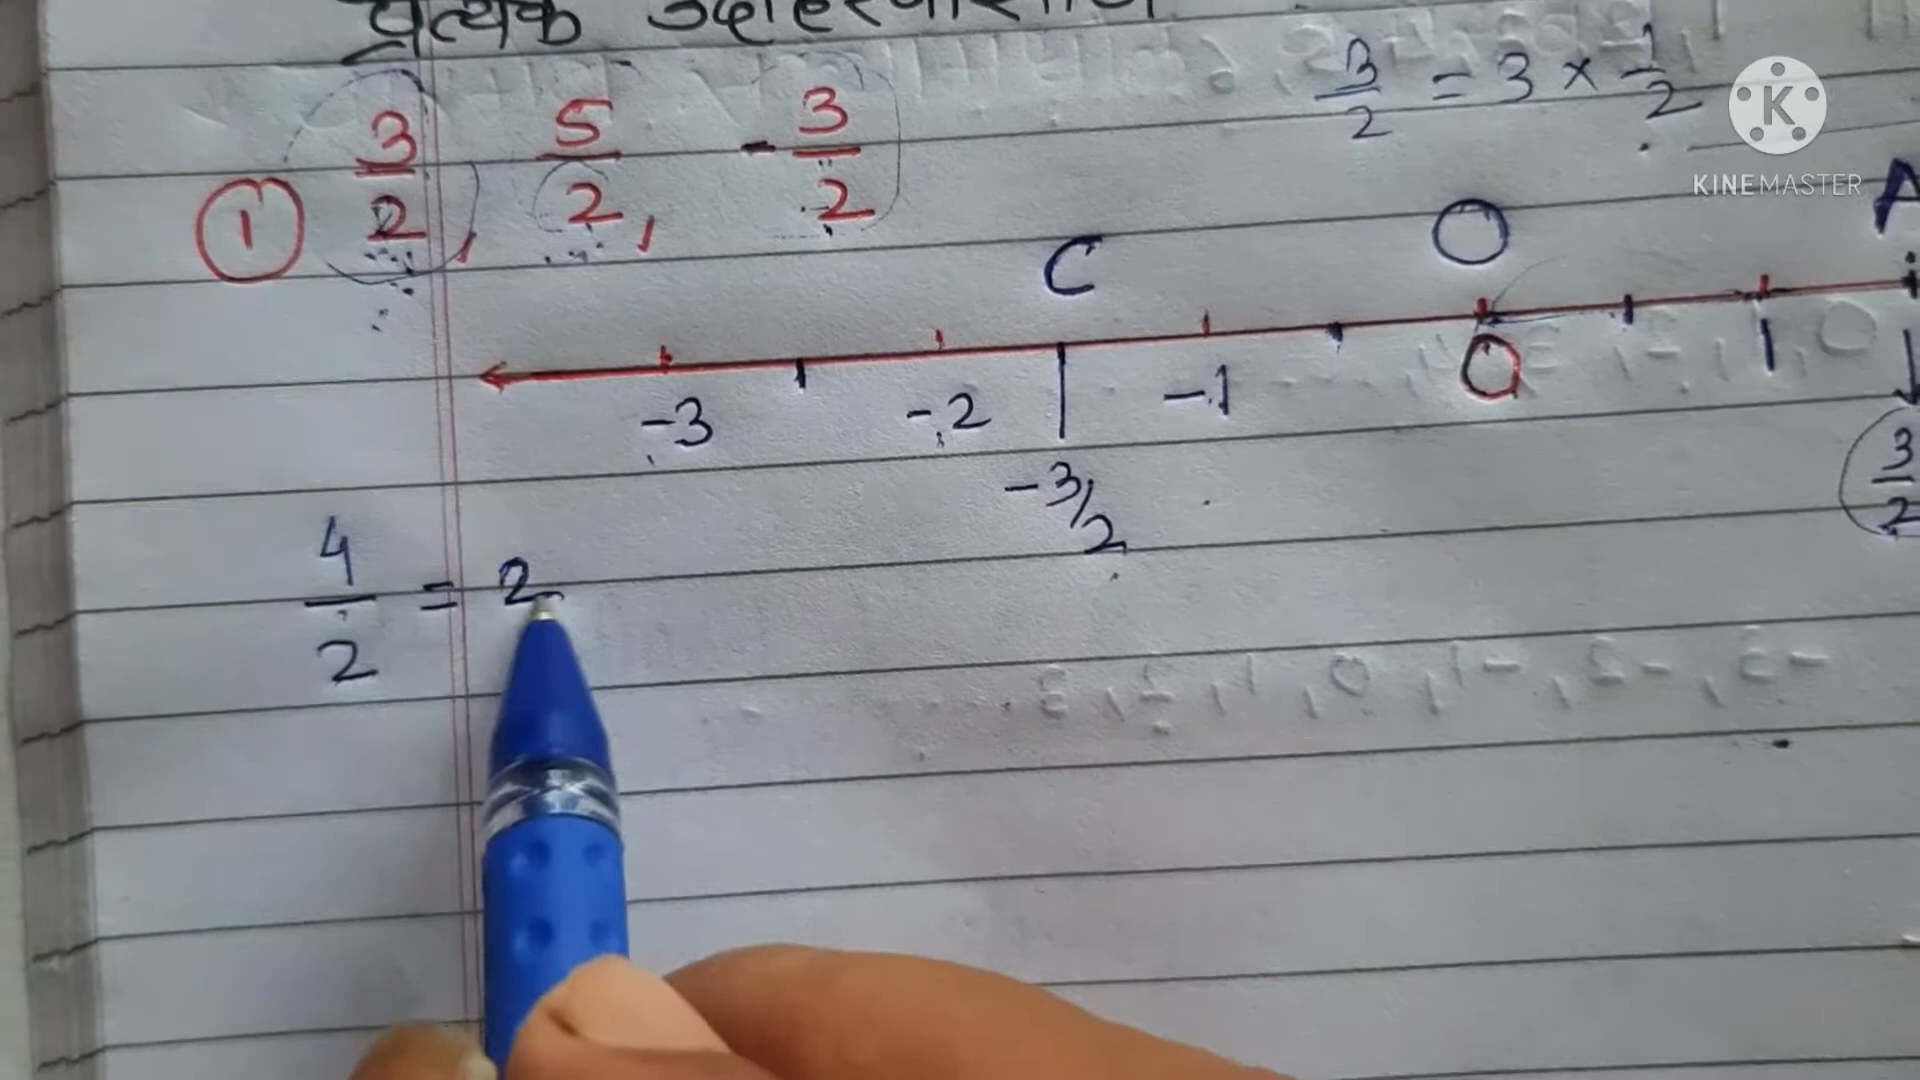 प्रत्येक
3/2 = 3 × 1/2
① 3/2, 5/2, -3/2
KINEMASTER
C O A
-3 -2 -1 0 1
-3/2 3/2
4/2 = 2